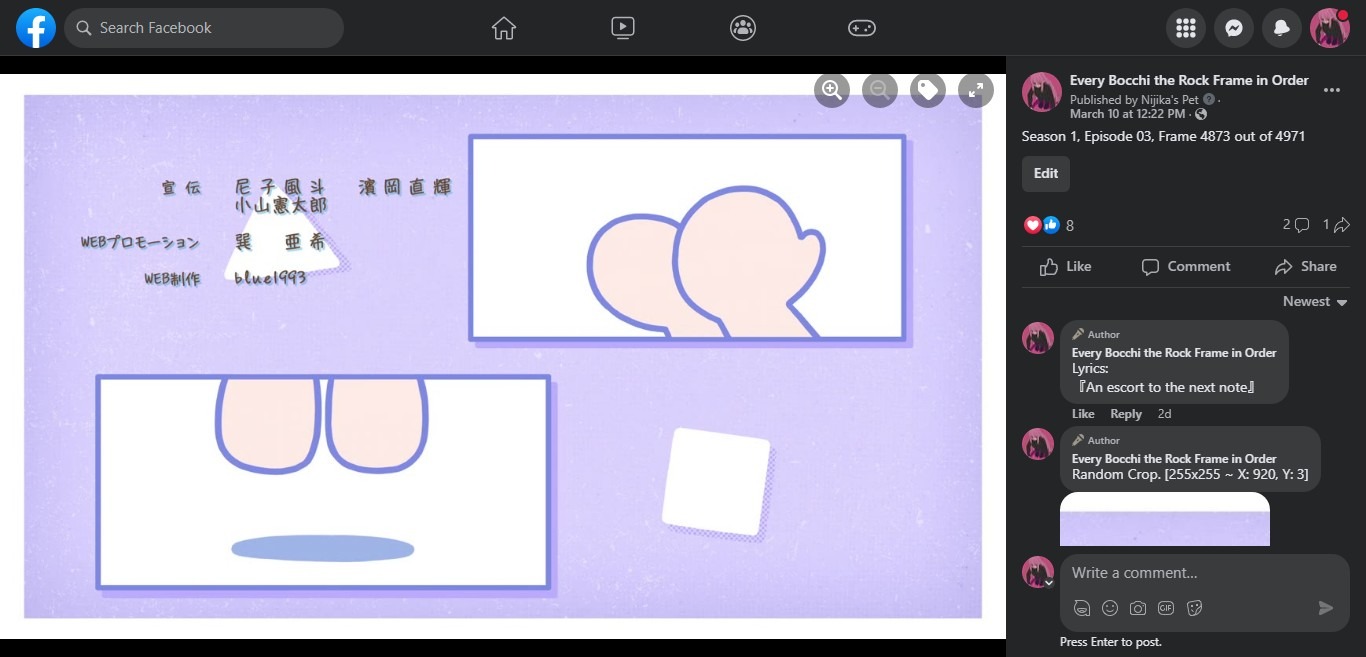 Search Facebook
宣伝 尼子風斗 濱岡直輝
小山憲太郎
WEBプロモーション 巽 亜希
WEB制作 blue1993
Every Bocchi the Rock Frame in Order
Published by Nijika's Pet ·
March 10 at 12:22 PM ·
Season 1, Episode 03, Frame 4873 out of 4971
Edit
8 2 1
Like Comment Share
Newest
Author
Every Bocchi the Rock Frame in Order
Lyrics:
『An escort to the next note』
Like Reply 2d
Author
Every Bocchi the Rock Frame in Order
Random Crop. [255x255 ~ X: 920, Y: 3]
Write a comment...
GIF
Press Enter to post.